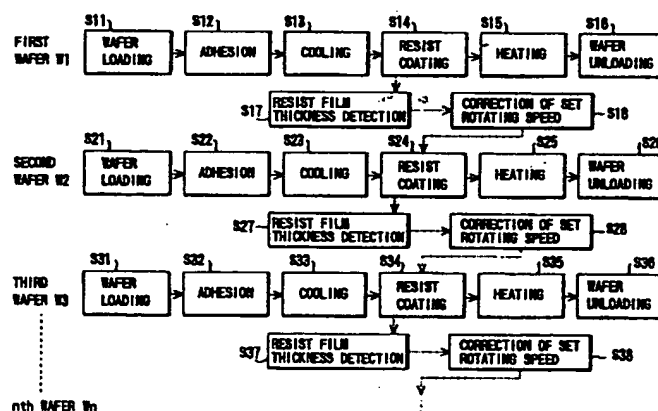 S11 S12 S13 S14 S15 S16
FIRST
WAFER W1
WAFER
LOADING
ADHESION
COOLING
RESIST
COATING
HEATING
WAFER
UNLOADING
S17
RESIST FILM
THICKNESS DETECTION
CORRECTION OF SET
ROTATING SPEED
S18
S21 S22 S23 S24 S25 S26
SECOND
WAFER W2
WAFER
LOADING
ADHESION
COOLING
RESIST
COATING
HEATING
WAFER
UNLOADING
S27
RESIST FILM
THICKNESS DETECTION
CORRECTION OF SET
ROTATING SPEED
S28
S31 S32 S33 S34 S35 S36
THIRD
WAFER W3
WAFER
LOADING
ADHESION
COOLING
RESIST
COATING
HEATING
WAFER
UNLOADING
S37
RESIST FILM
THICKNESS DETECTION
CORRECTION OF SET
ROTATING SPEED
S38
nth WAFER Wn